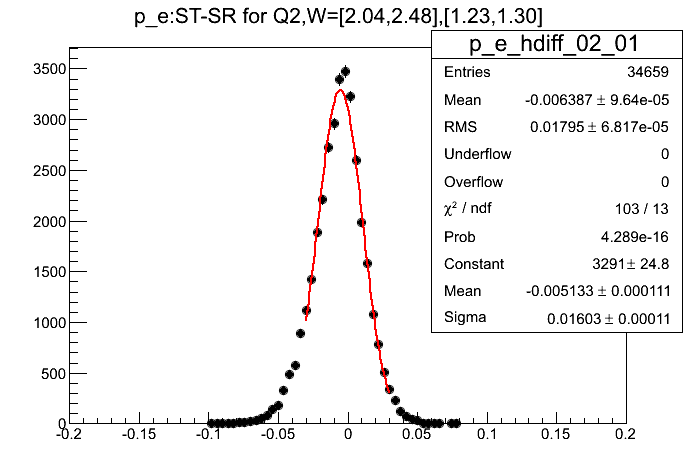 p_e:ST-SR for Q2,W=[2.04,2.48],[1.23,1.30]
p_e_hdiff_02_01
Entries 34659
Mean -0.006387 ± 9.64e-05
RMS 0.01795 ± 6.817e-05
Underflow 0
Overflow 0
χ² / ndf 103 / 13
Prob 4.289e-16
Constant 3291± 24.8
Mean -0.005133 ± 0.000111
Sigma 0.01603 ± 0.00011
3500
3000
2500
2000
1500
1000
500
0
-0.2 -0.15 -0.1 -0.05 0 0.05 0.1 0.15 0.2